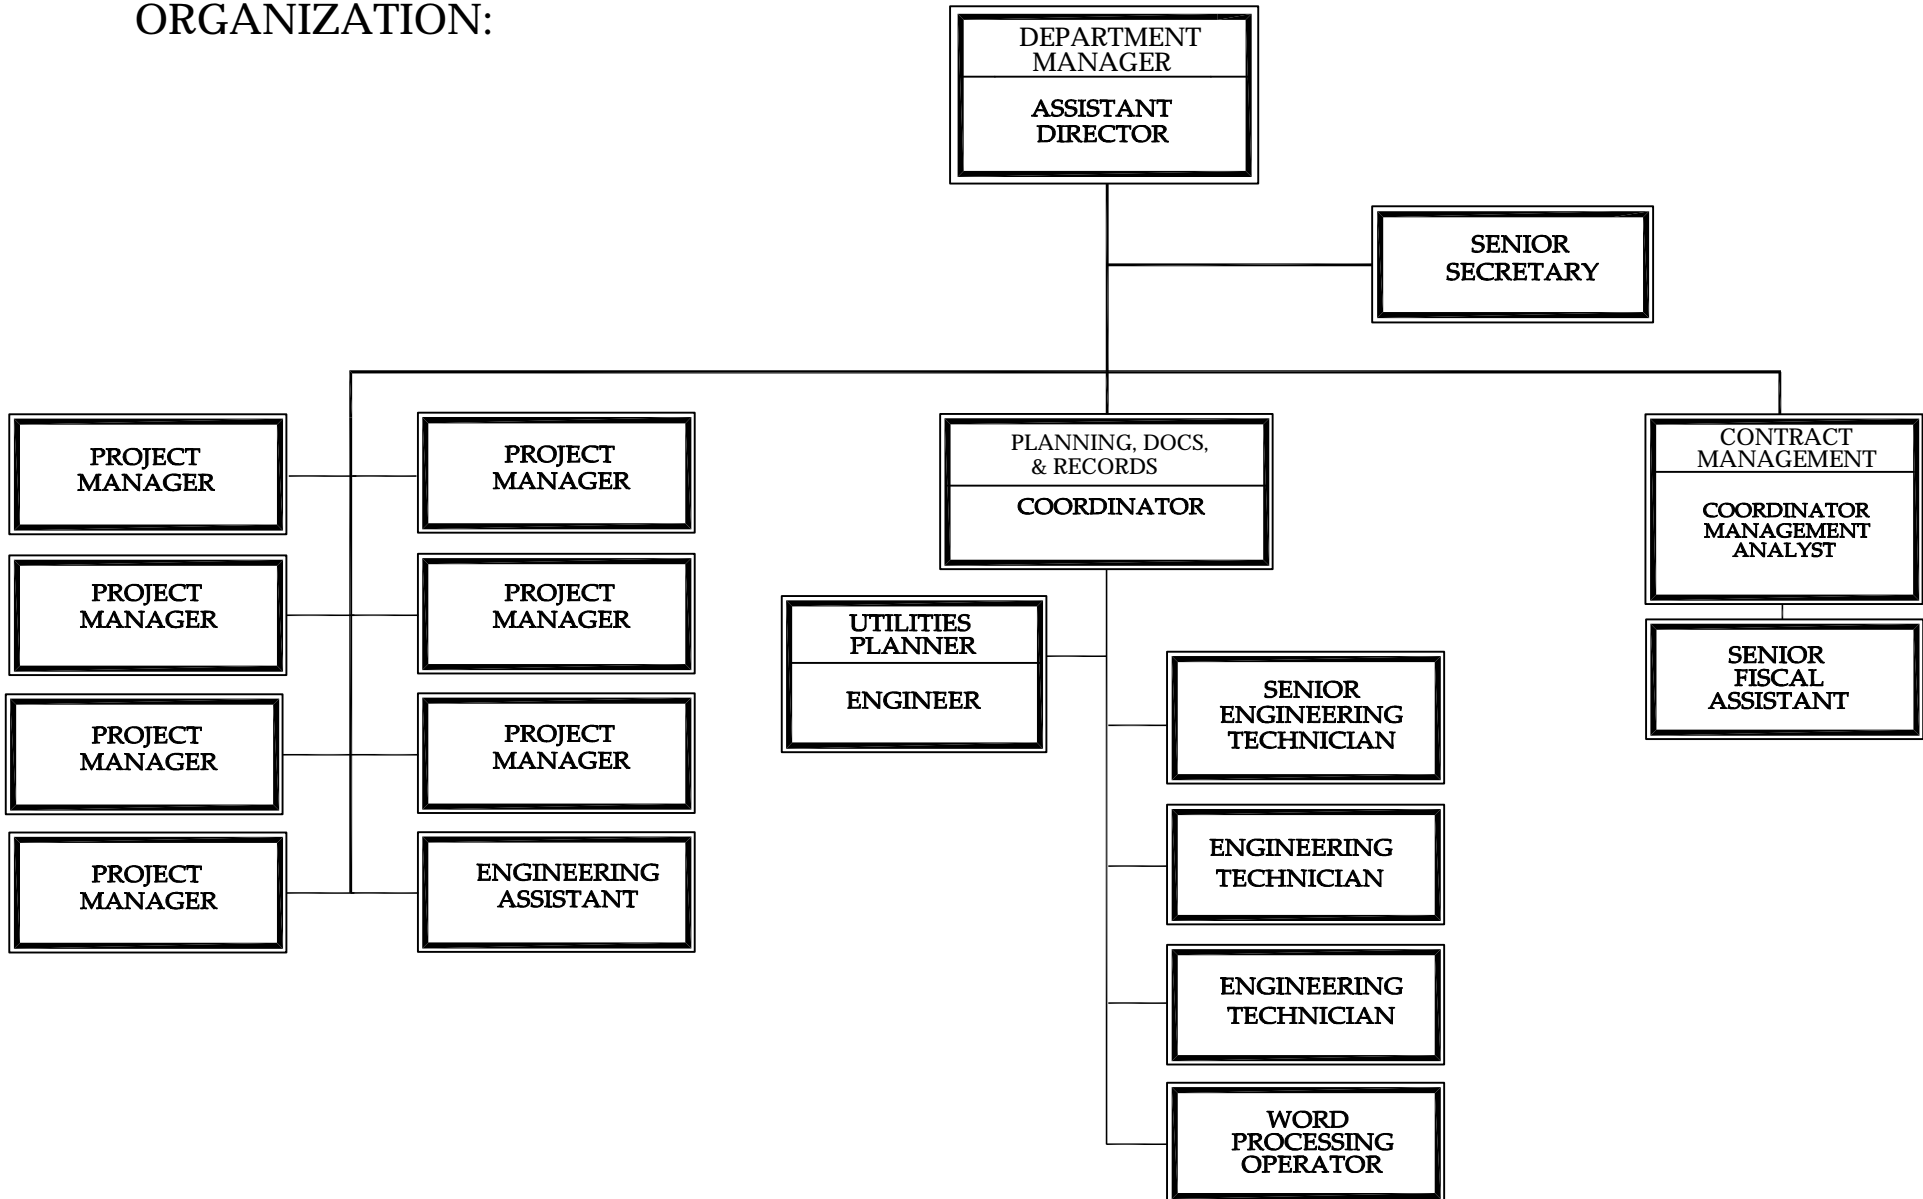 ORGANIZATION:
DEPARTMENT
MANAGER
ASSISTANT
DIRECTOR
SENIOR
SECRETARY
PROJECT
MANAGER
PROJECT
MANAGER
PROJECT
MANAGER
PROJECT
MANAGER
PROJECT
MANAGER
PROJECT
MANAGER
PROJECT
MANAGER
ENGINEERING
ASSISTANT
PLANNING, DOCS,
& RECORDS
COORDINATOR
UTILITIES
PLANNER
ENGINEER
SENIOR
ENGINEERING
TECHNICIAN
ENGINEERING
TECHNICIAN
ENGINEERING
TECHNICIAN
WORD
PROCESSING
OPERATOR
CONTRACT
MANAGEMENT
COORDINATOR
MANAGEMENT
ANALYST
SENIOR
FISCAL
ASSISTANT